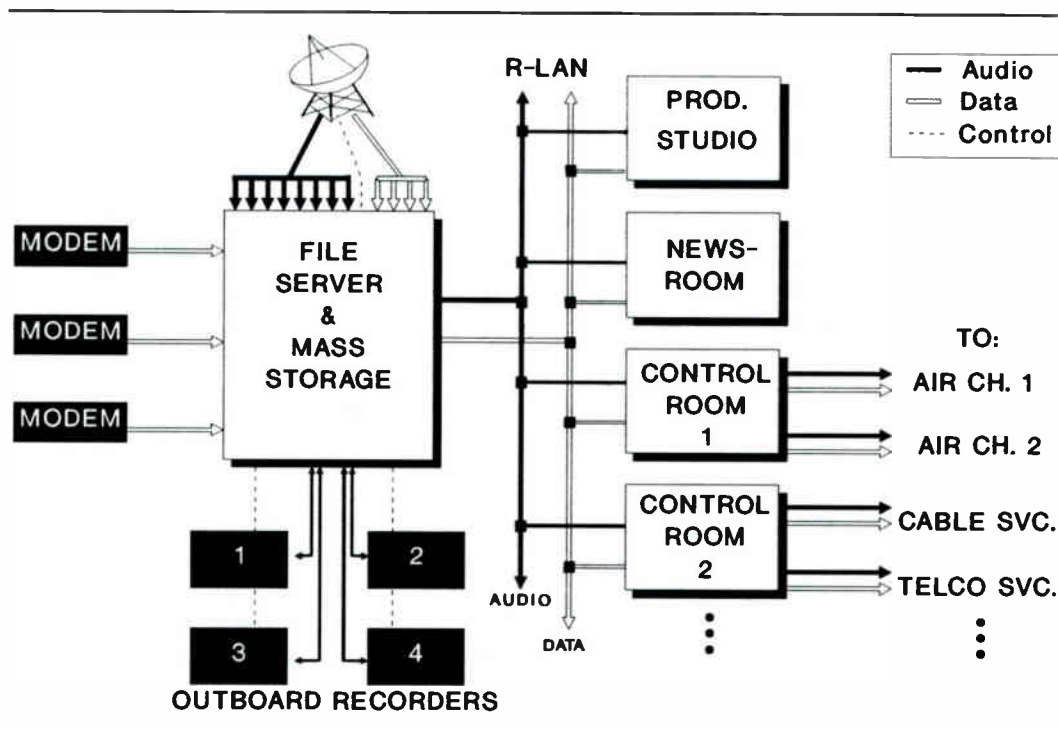 R-LAN
Audio
Data
Control
PROD.
STUDIO
MODEM
MODEM
MODEM
FILE
SERVER
&
MASS
STORAGE
NEWS-
ROOM
CONTROL
ROOM
1
CONTROL
ROOM
2
TO:
AIR CH. 1
AIR CH. 2
CABLE SVC.
TELCO SVC.
AUDIO
DATA
1
2
3
4
OUTBOARD RECORDERS